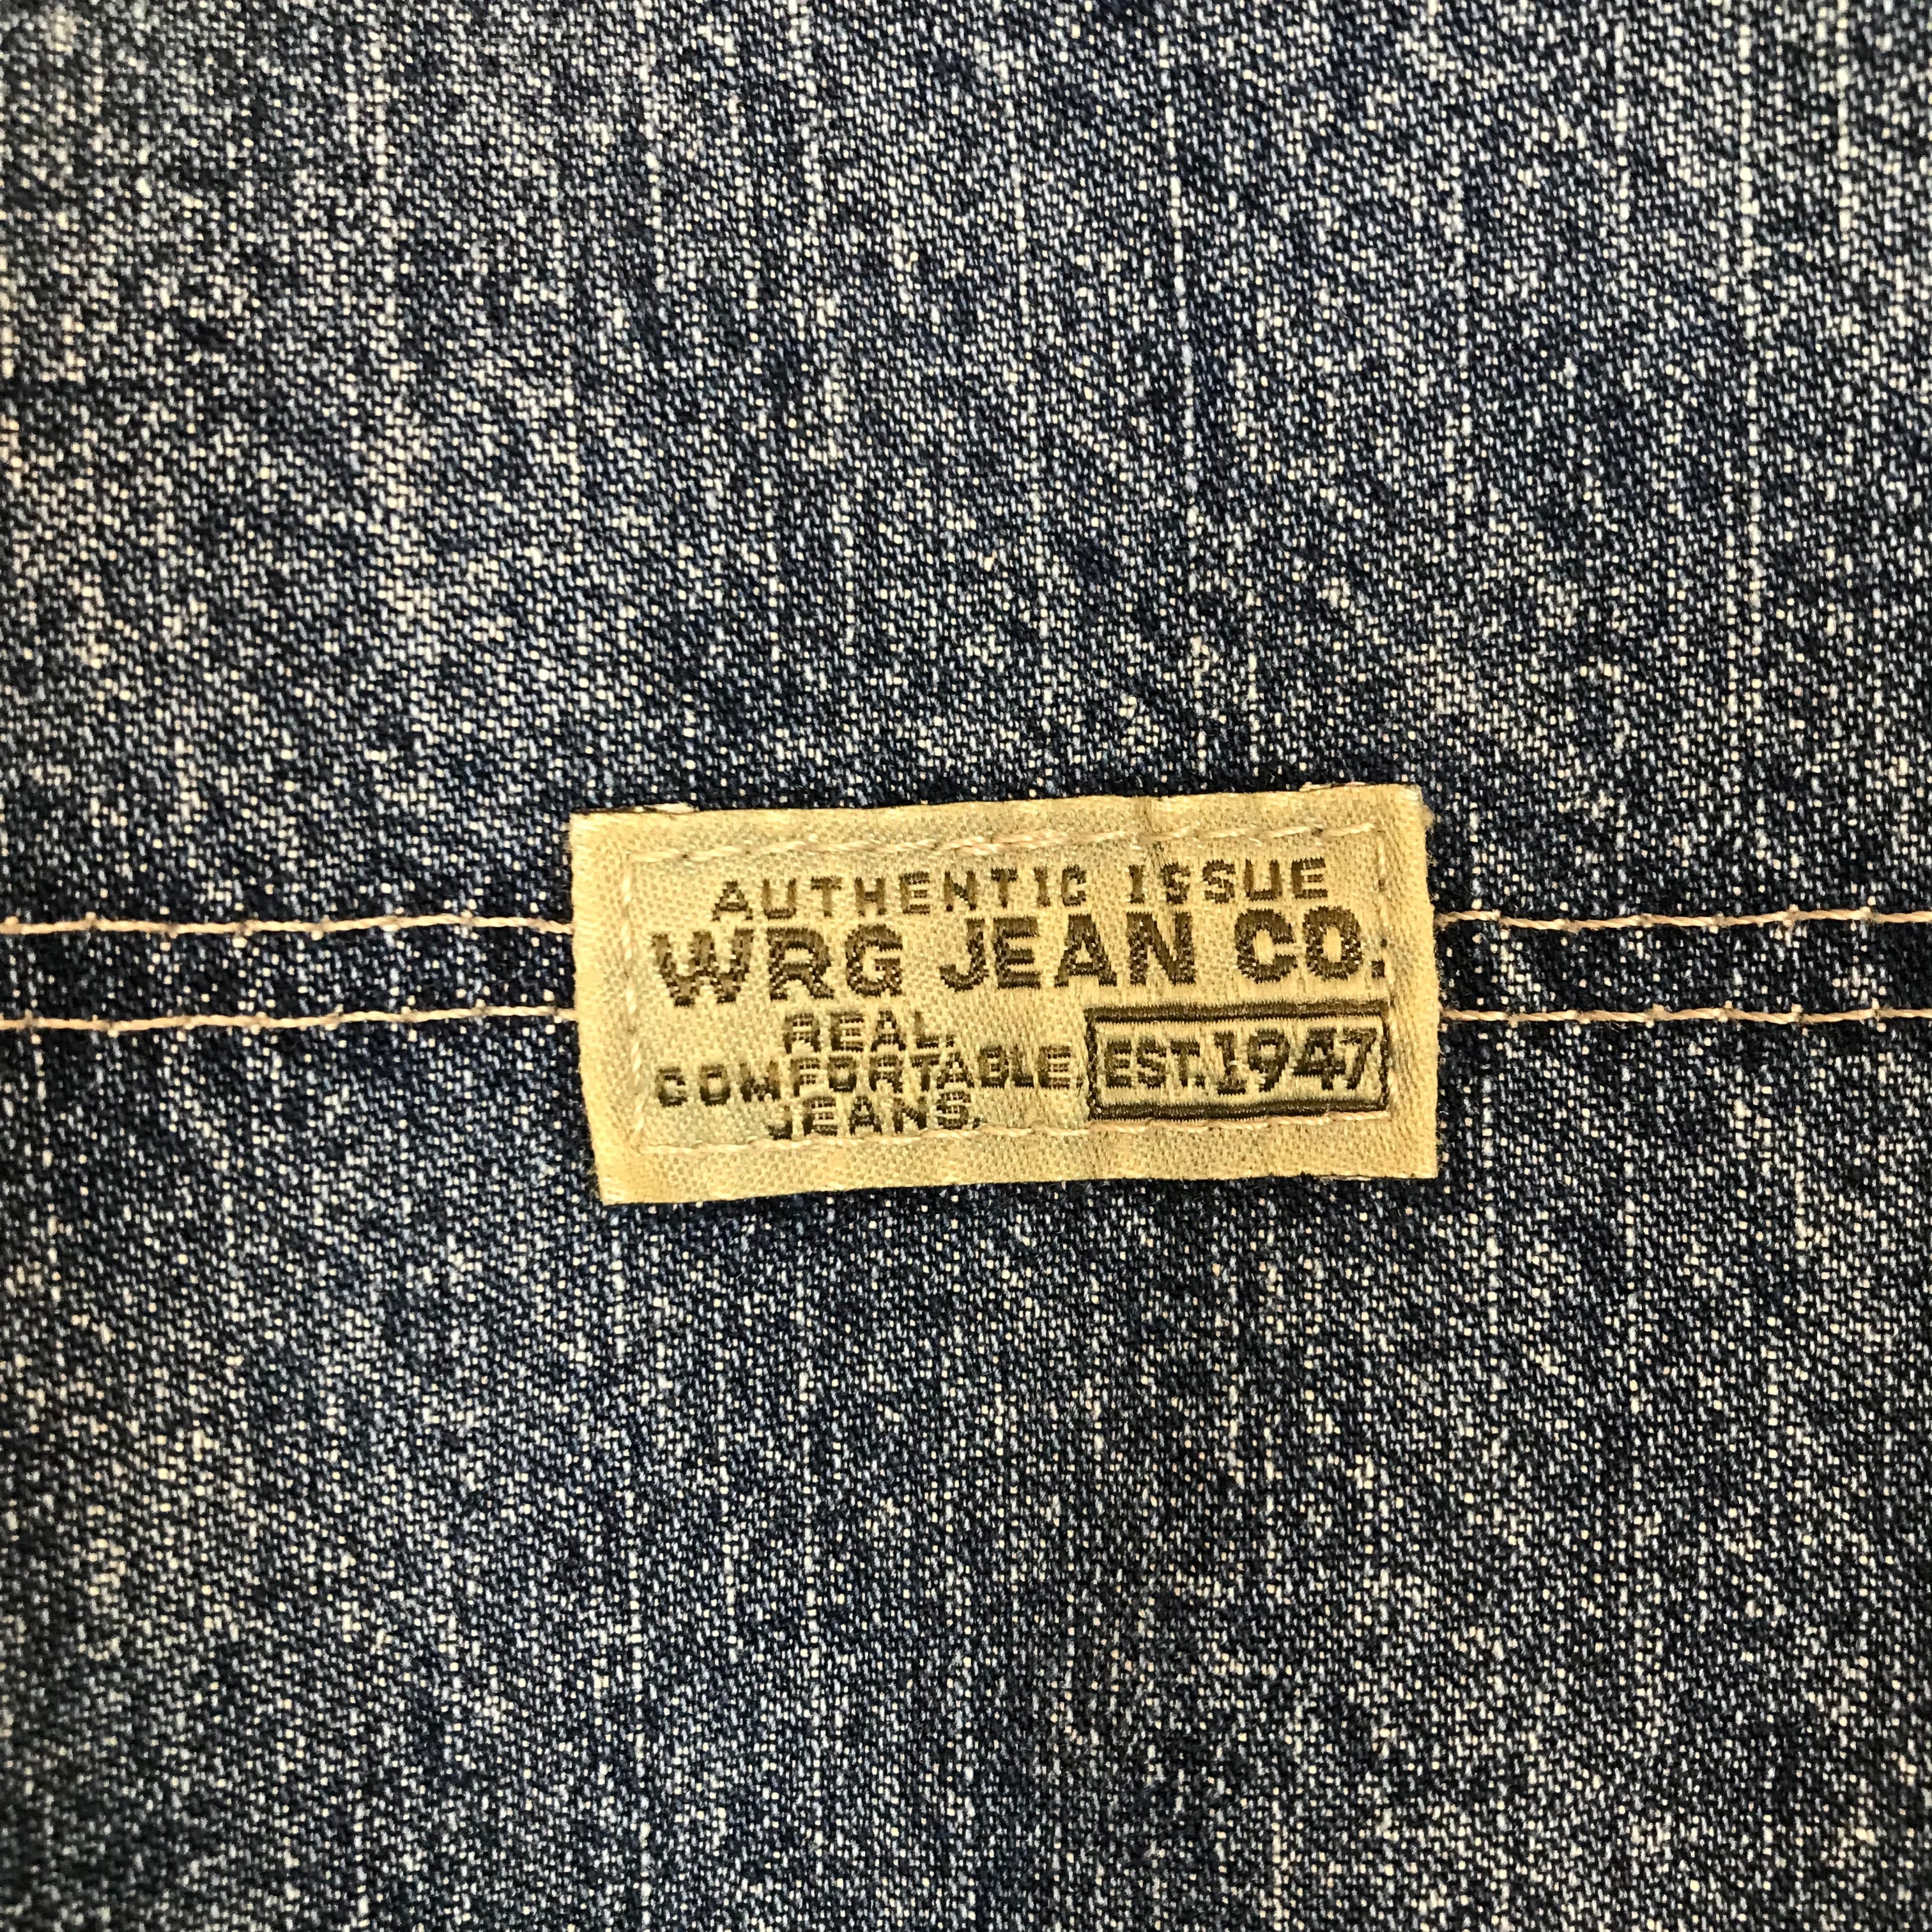 AUTHENTIC ISSUE
WRG JEAN CO.
REAL.
COMFORTABLE.
JEANS.
EST. 1947